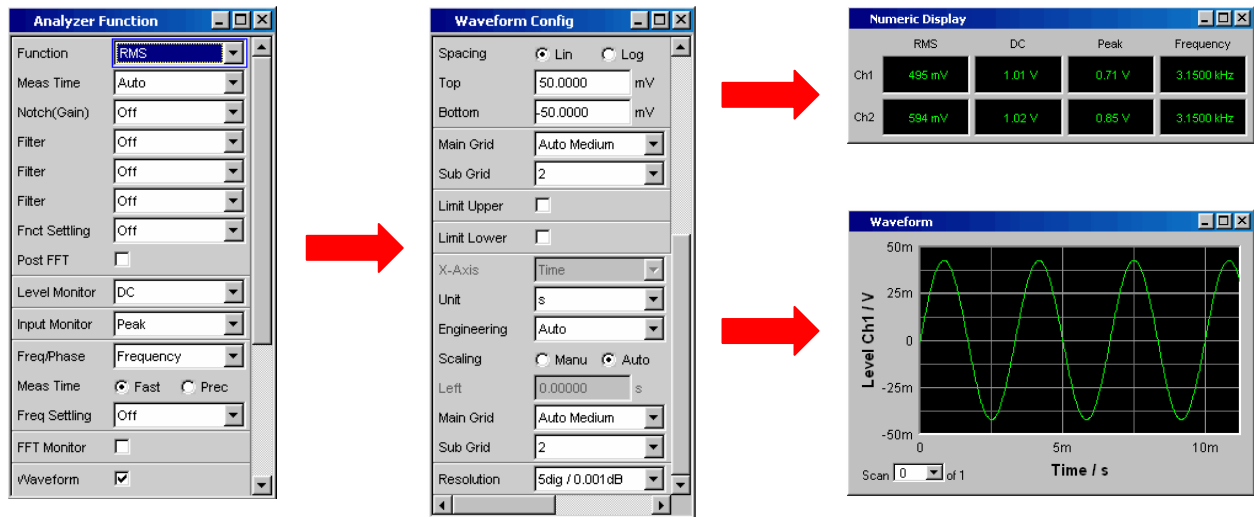 Analyzer Function
Function RMS
Meas Time Auto
Notch(Gain) Off
Filter Off
Filter Off
Filter Off
Fnct Settling Off
Post FFT
Level Monitor DC
Input Monitor Peak
Freq/Phase Frequency
Meas Time Fast Prec
Freq Settling Off
FFT Monitor
Waveform
Waveform Config
Spacing Lin Log
Top 50.0000 mV
Bottom -50.0000 mV
Main Grid Auto Medium
Sub Grid 2
Limit Upper
Limit Lower
X-Axis Time
Unit s
Engineering Auto
Scaling Manu Auto
Left 0.00000 s
Main Grid Auto Medium
Sub Grid 2
Resolution 5dig / 0.001dB
Numeric Display
RMS DC Peak Frequency
Ch1 495 mV 1.01 V 0.71 V 3.1500 kHz
Ch2 594 mV 1.02 V 0.85 V 3.1500 kHz
Waveform
Level Ch1 / V
50m
25m
0
-25m
-50m
0 5m 10m
Time / s
Scan 0 of 1